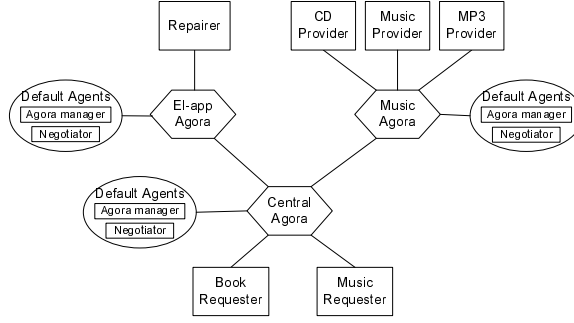 Repairer
CD
Provider
Music
Provider
MP3
Provider
Default Agents
Agora manager
Negotiator
El-app
Agora
Music
Agora
Default Agents
Agora manager
Negotiator
Default Agents
Agora manager
Negotiator
Central
Agora
Book
Requester
Music
Requester